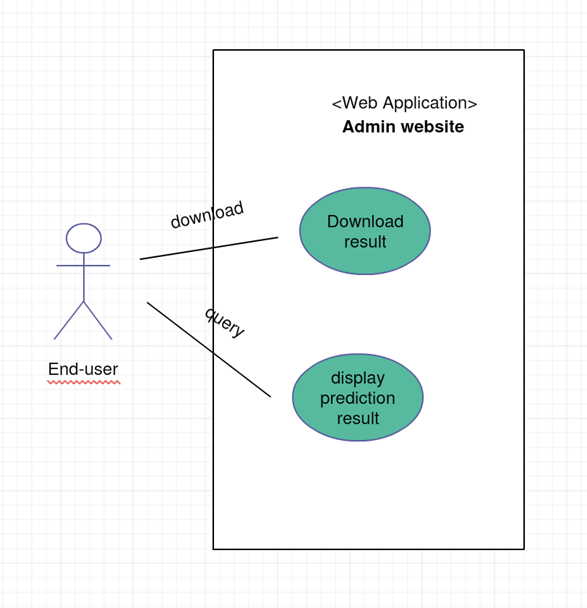 <Web Application>
Admin website
download
Download
result
query
End-user
display
prediction
result